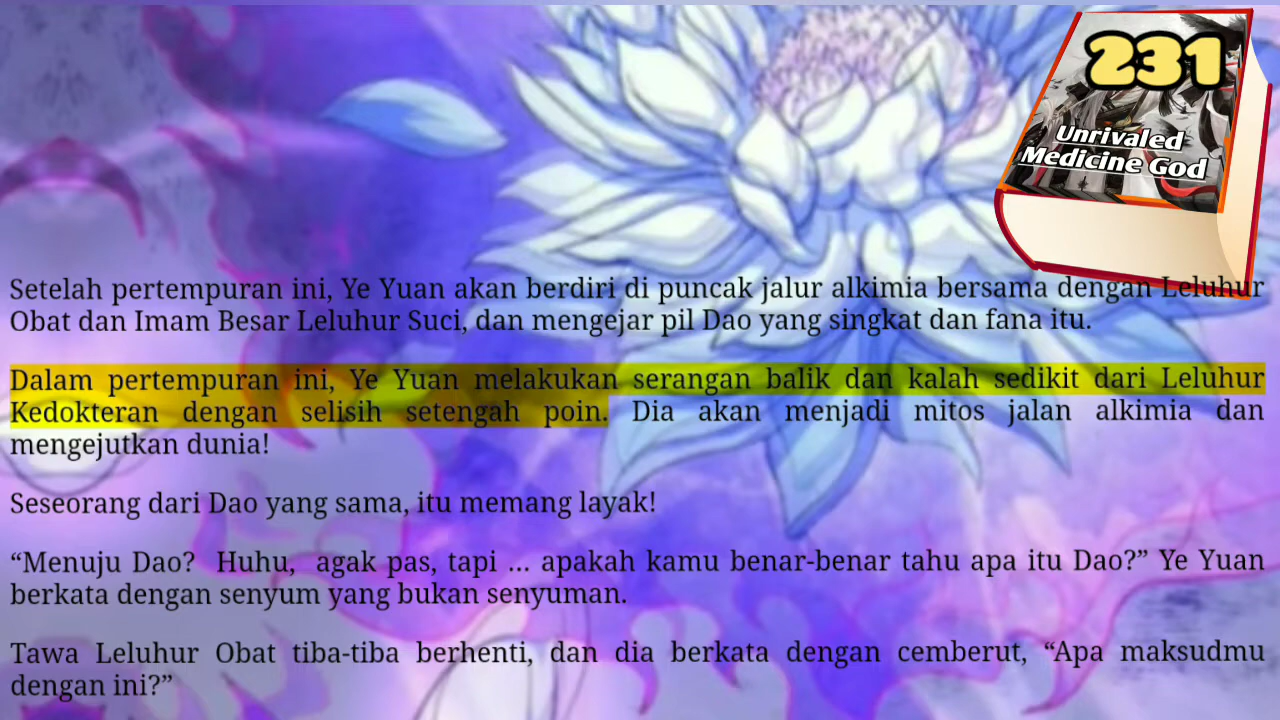 231
Unrivaled
Medicine God
Setelah pertempuran ini, Ye Yuan akan berdiri di puncak jalur alkimia bersama dengan Leluhur
Obat dan Imam Besar Leluhur Suci, dan mengejar pil Dao yang singkat dan fana itu.
Dalam pertempuran ini, Ye Yuan melakukan serangan balik dan kalah sedikit dari Leluhur
Kedokteran dengan selisih setengah poin. Dia akan menjadi mitos jalan alkimia dan
mengejutkan dunia!
Seseorang dari Dao yang sama, itu memang layak!
“Menuju Dao? Huhu, agak pas, tapi … apakah kamu benar-benar tahu apa itu Dao?” Ye Yuan
berkata dengan senyum yang bukan senyuman.
Tawa Leluhur Obat tiba-tiba berhenti, dan dia berkata dengan cemberut, “Apa maksudmu
dengan ini?”